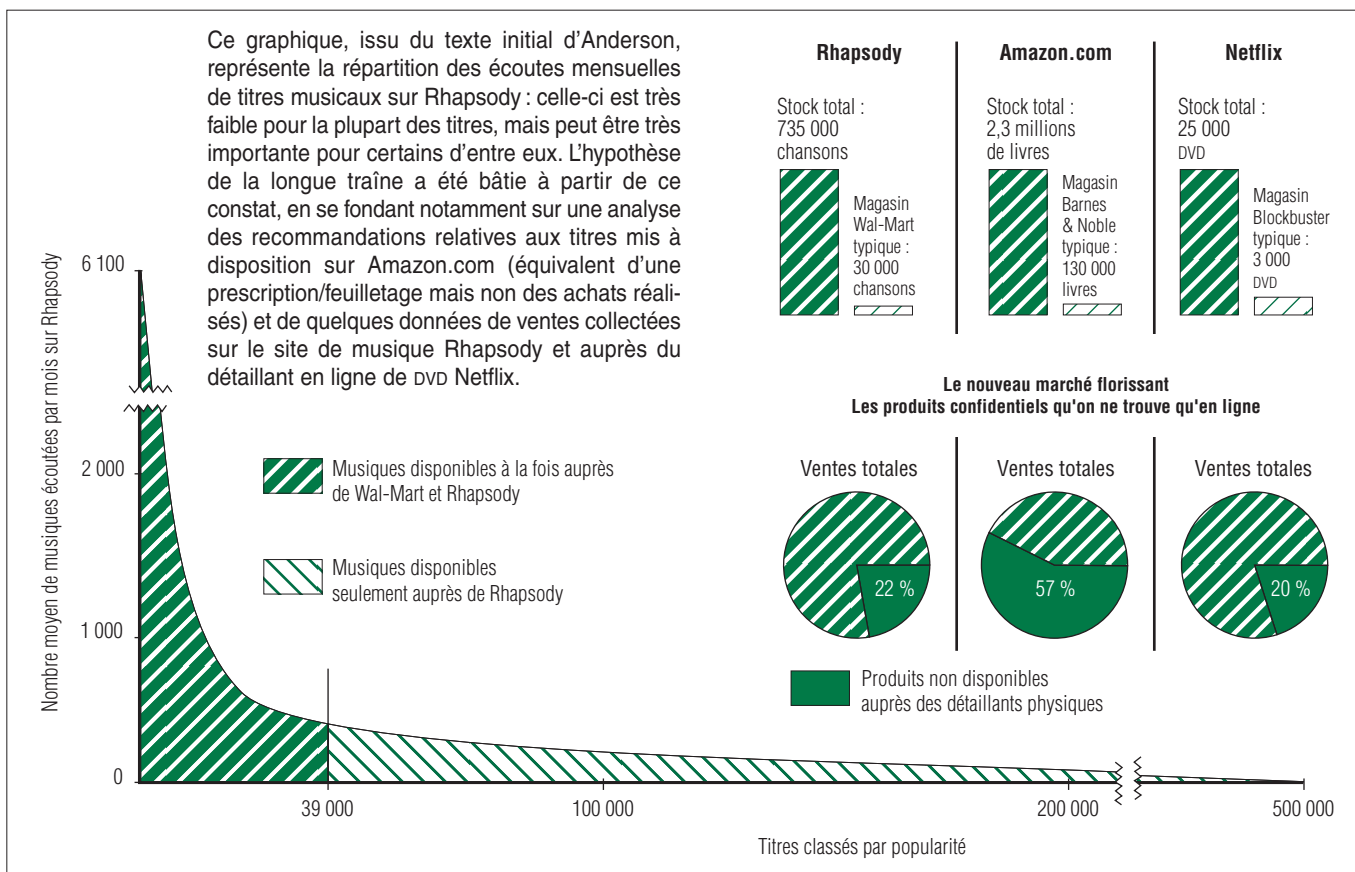 Ce graphique, issu du texte initial d'Anderson,
représente la répartition des écoutes mensuelles
de titres musicaux sur Rhapsody : celle-ci est très
faible pour la plupart des titres, mais peut être très
importante pour certains d'entre eux. L'hypothèse
de la longue traîne a été bâtie à partir de ce
constat, en se fondant notamment sur une analyse
des recommandations relatives aux titres mis à
disposition sur Amazon.com (équivalent d'une
prescription/feuilletage mais non des achats réali-
sés) et de quelques données de ventes collectées
sur le site de musique Rhapsody et auprès du
détaillant en ligne de DVD Netflix.
Nombre moyen de musiques écoutées par mois sur Rhapsody
6 100
2 000
1 000
0
Musiques disponibles à la fois auprès
de Wal-Mart et Rhapsody
Musiques disponibles
seulement auprès de Rhapsody
39 000
100 000
200 000
500 000
Titres classés par popularité
Rhapsody
Stock total :
735 000
chansons
Magasin
Wal-Mart
typique :
30 000
chansons
Amazon.com
Stock total :
2,3 millions
de livres
Magasin
Barnes
& Noble
typique :
130 000
livres
Netflix
Stock total :
25 000
DVD
Magasin
Blockbuster
typique :
3 000
DVD
Le nouveau marché florissant
Les produits confidentiels qu'on ne trouve qu'en ligne
Ventes totales
22 %
Ventes totales
57 %
Ventes totales
20 %
Produits non disponibles
auprès des détaillants physiques